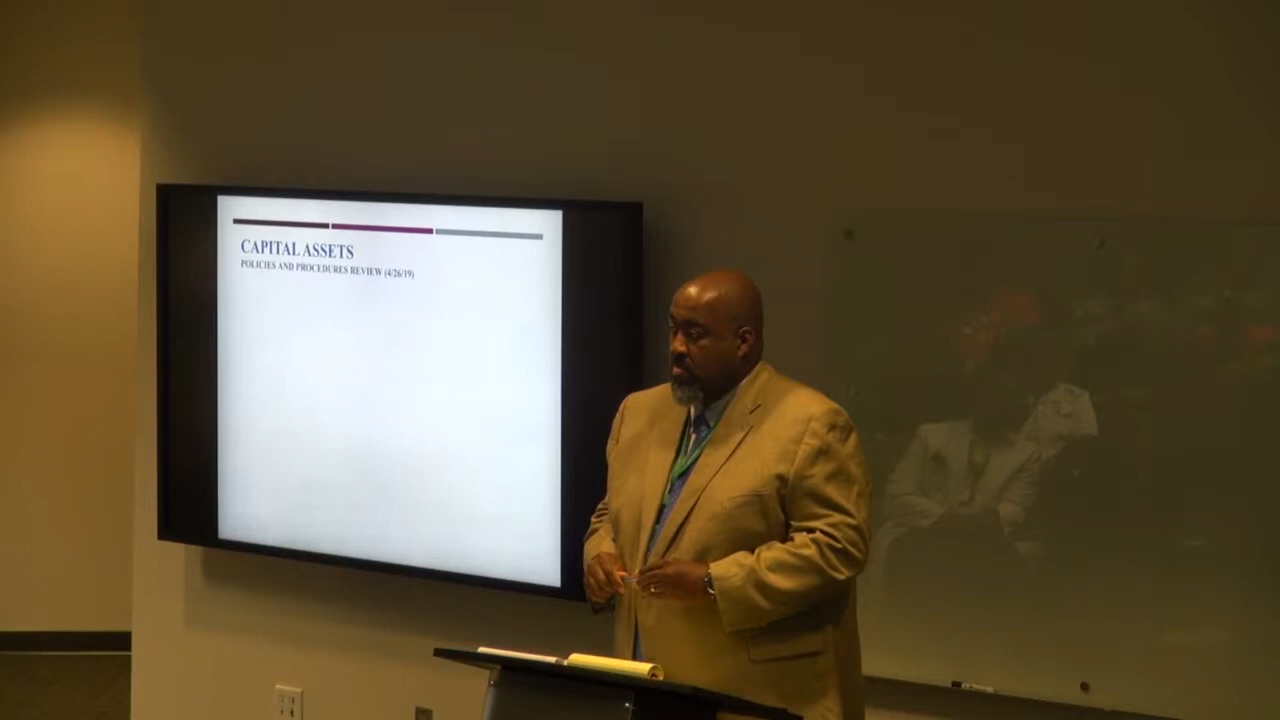 CAPITAL ASSETS
POLICIES AND PROCEDURES REVIEW (4/26/19)